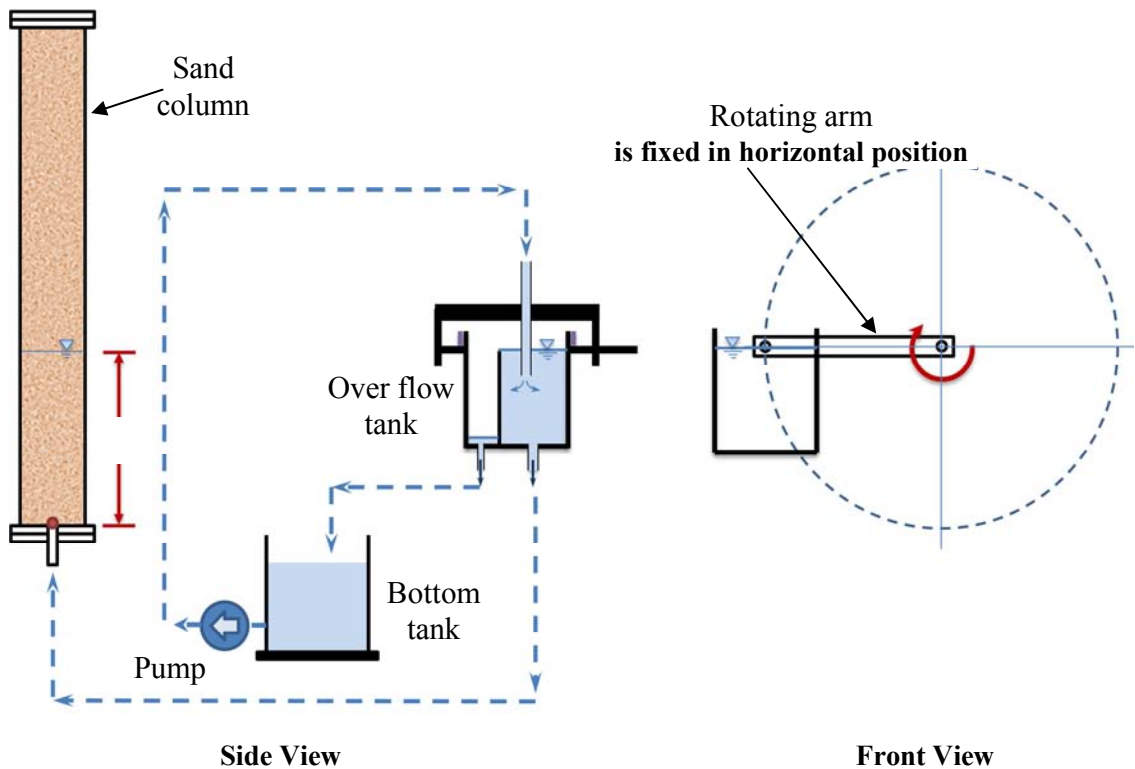 Sand
column
Rotating arm
is fixed in horizontal position
Over flow
tank
Bottom
tank
Pump
Side View
Front View